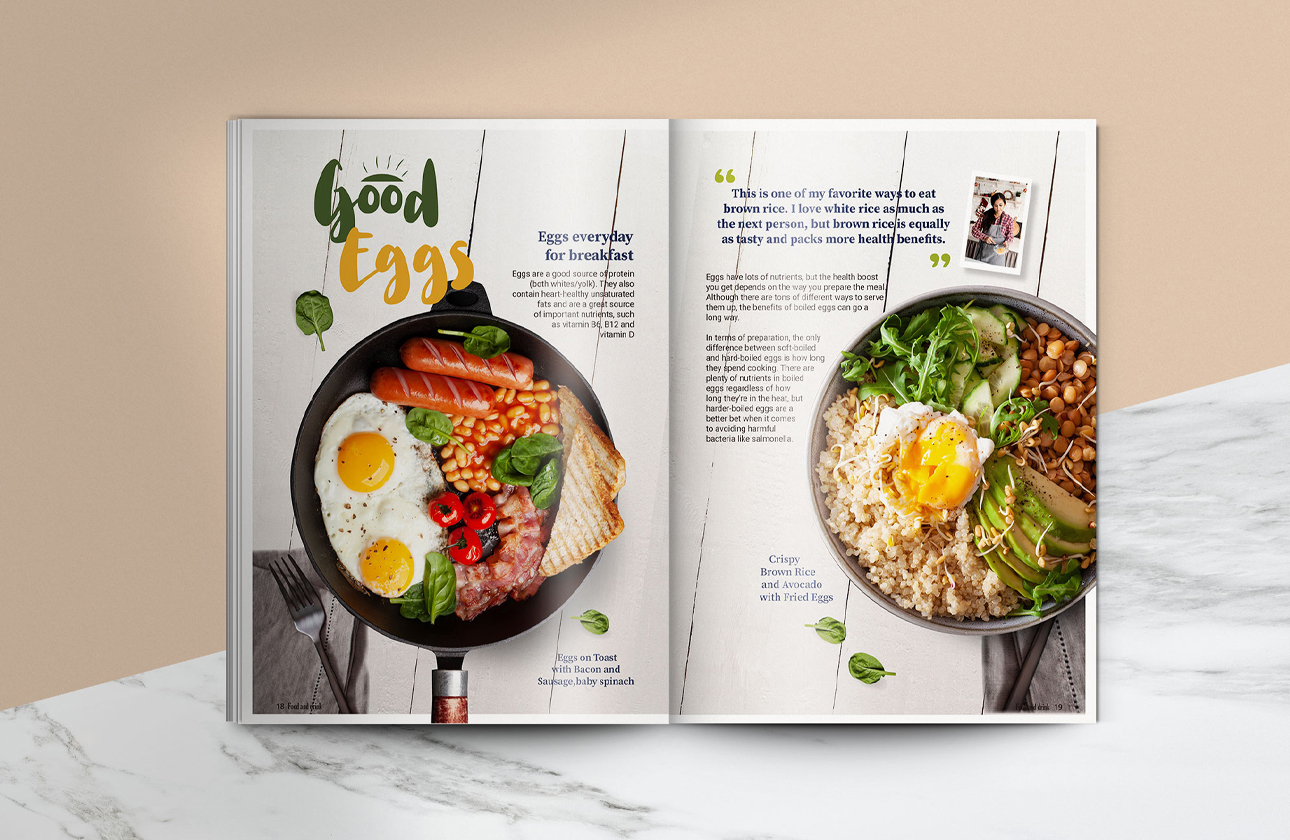 Good
Eggs
Eggs everyday
for breakfast
Eggs are a good source of protein
(both whites/yolk). They also
contain heart-healthy unsaturated
fats and are a great source
of important nutrients, such
as vitamin B6, B12 and
vitamin D
Eggs on Toast
with Bacon and
Sausage,baby spinach
18 Food and drink
“
This is one of my favorite ways to eat
brown rice. I love white rice as much as
the next person, but brown rice is equally
as tasty and packs more health benefits.
”
Eggs have lots of nutrients, but the health boost
you get depends on the way you prepare the meal.
Although there are tons of different ways to serve
them up, the benefits of boiled eggs can go a
long way.
In terms of preparation, the only
difference between soft-boiled
and hard-boiled eggs is how long
they spend cooking. There are
plenty of nutrients in boiled
eggs regardless of how
long they're in the heat, but
harder-boiled eggs are a
better bet when it comes
to avoiding harmful
bacteria like salmonella.
Crispy
Brown Rice
and Avocado
with Fried Eggs
drink 19